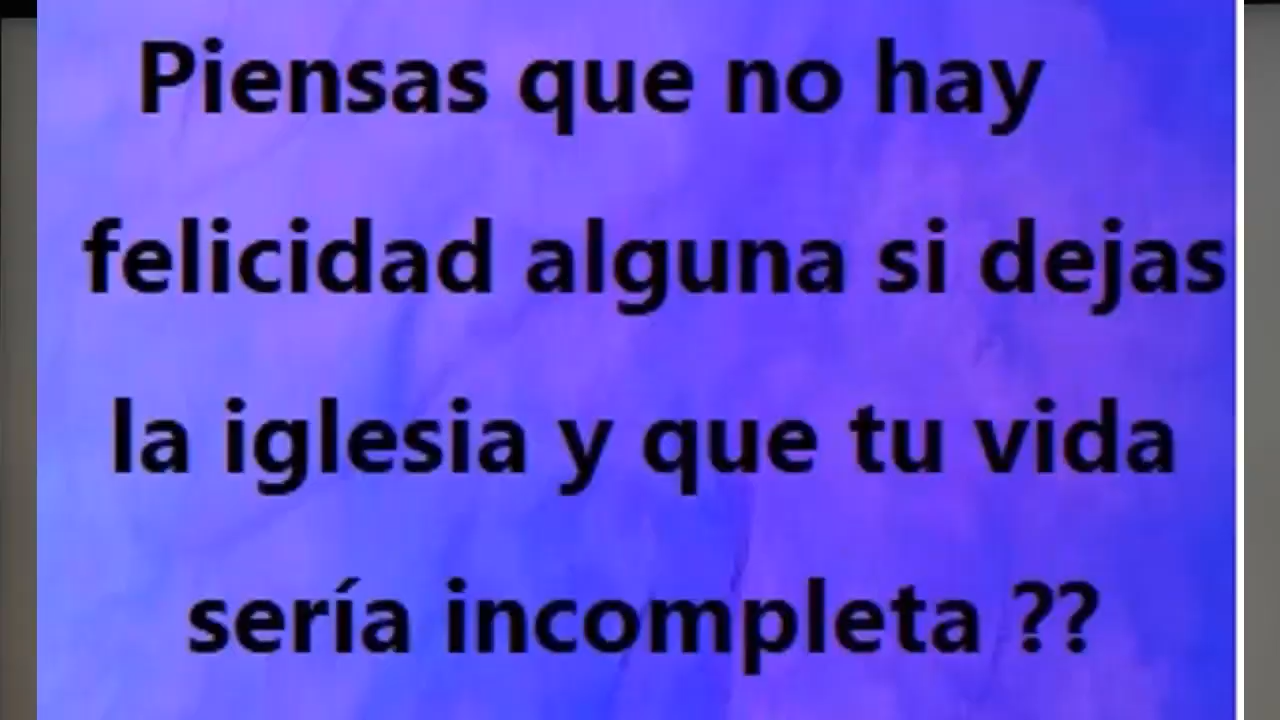 Piensas que no hay
felicidad alguna si dejas
la iglesia y que tu vida
sería incompleta ??